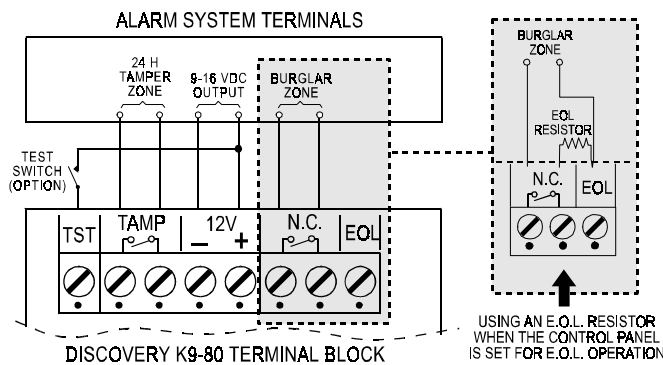 ALARM SYSTEM TERMINALS
24 H
TAMPER
ZONE
9-16 VDC
OUTPUT
BURGLAR
ZONE
TEST
SWITCH
(OPTION)
TST
TAMP
12V
– +
N.C.
EOL
DISCOVERY K9-80 TERMINAL BLOCK
BURGLAR
ZONE
EOL
RESISTOR
N.C.
EOL
USING AN E.O.L. RESISTOR
WHEN THE CONTROL PANEL
IS SET FOR E.O.L. OPERATION